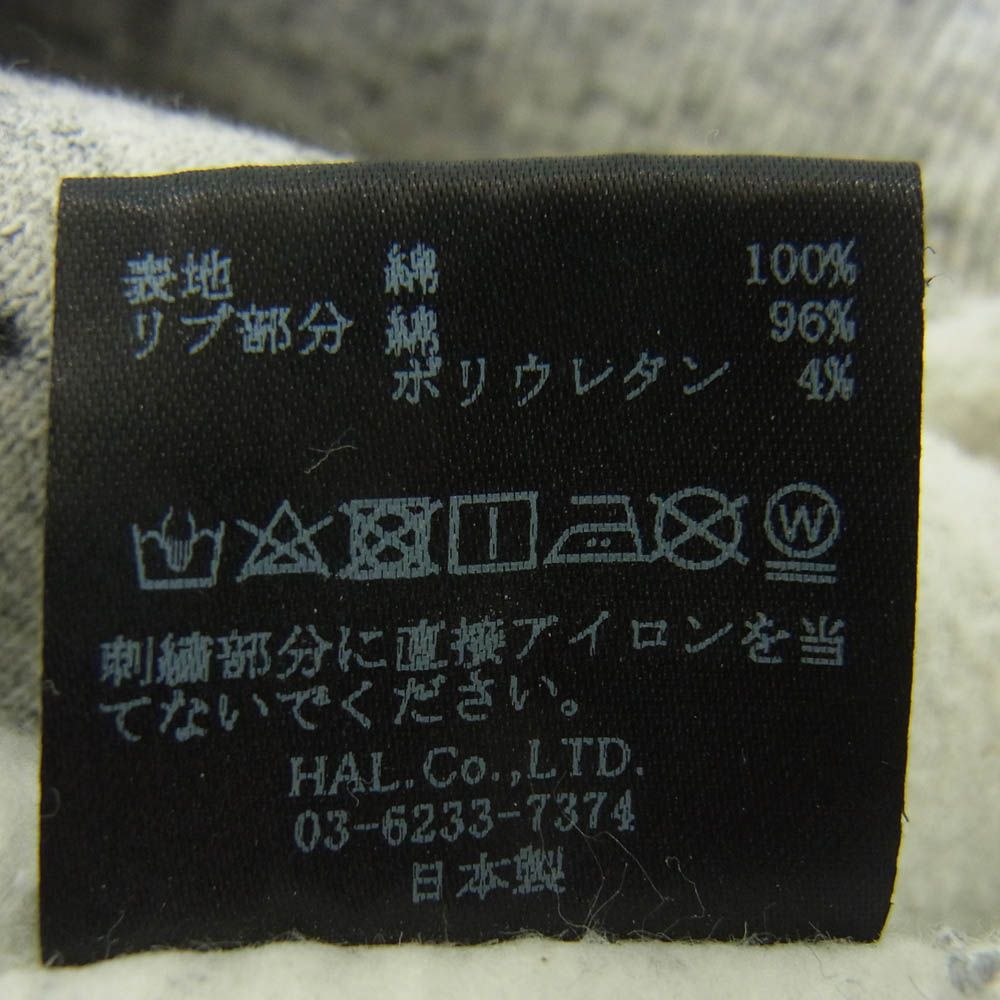 表地 綿 100%
リブ部分 綿 96%
ポリウレタン 4%
W
刺繍部分に直接アイロンを当
てないでください。
HAL.Co.,LTD.
03-6233-7374
日本製